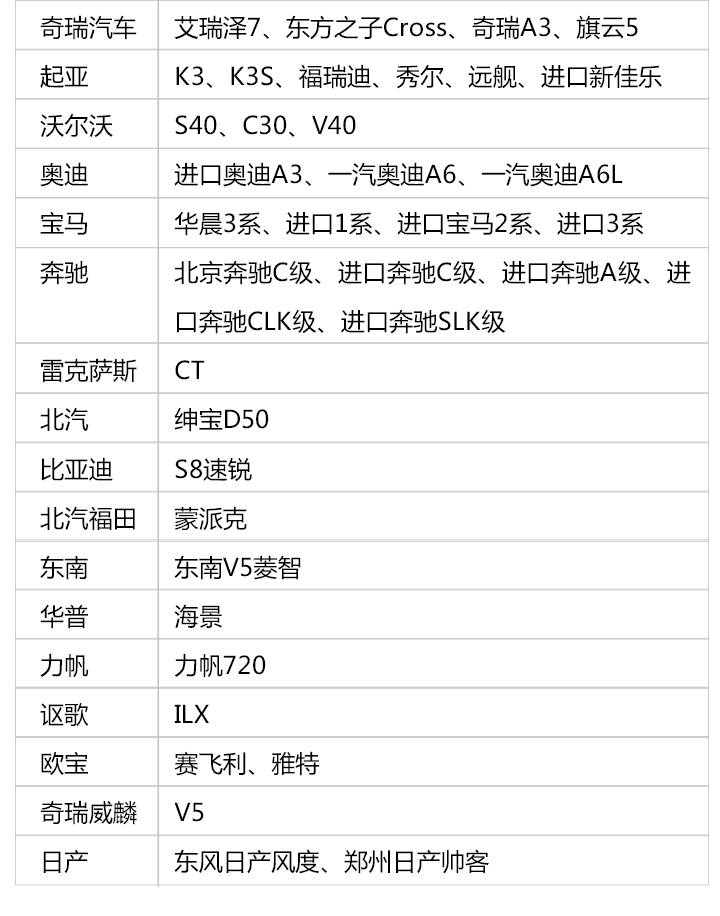 奇瑞汽车 艾瑞泽7、东方之子Cross、奇瑞A3、旗云5
起亚 K3、K3S、福瑞迪、秀尔、远舰、进口新佳乐
沃尔沃 S40、C30、V40
奥迪 进口奥迪A3、一汽奥迪A6、一汽奥迪A6L
宝马 华晨3系、进口1系、进口宝马2系、进口3系
奔驰 北京奔驰C级、进口奔驰C级、进口奔驰A级、进
口奔驰CLK级、进口奔驰SLK级
雷克萨斯 CT
北汽 绅宝D50
比亚迪 S8速锐
北汽福田 蒙派克
东南 东南V5菱智
华普 海景
力帆 力帆720
讴歌 ILX
欧宝 赛飞利、雅特
奇瑞威麟 V5
日产 东风日产风度、郑州日产帅客